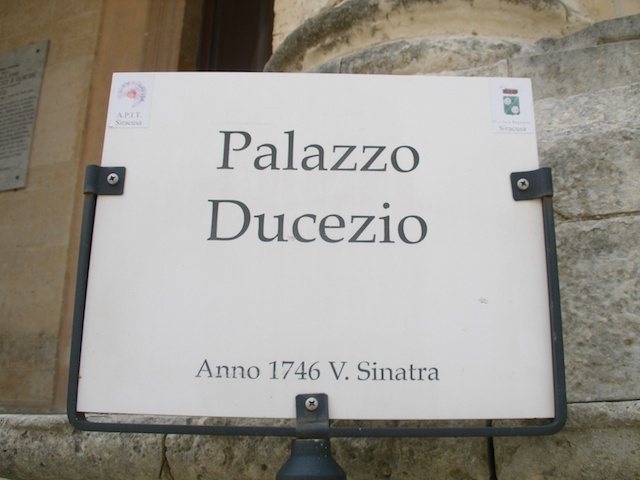 A.P.I.T.
Siracusa
Siracusa
Palazzo
Ducezio
Anno 1746 V. Sinatra